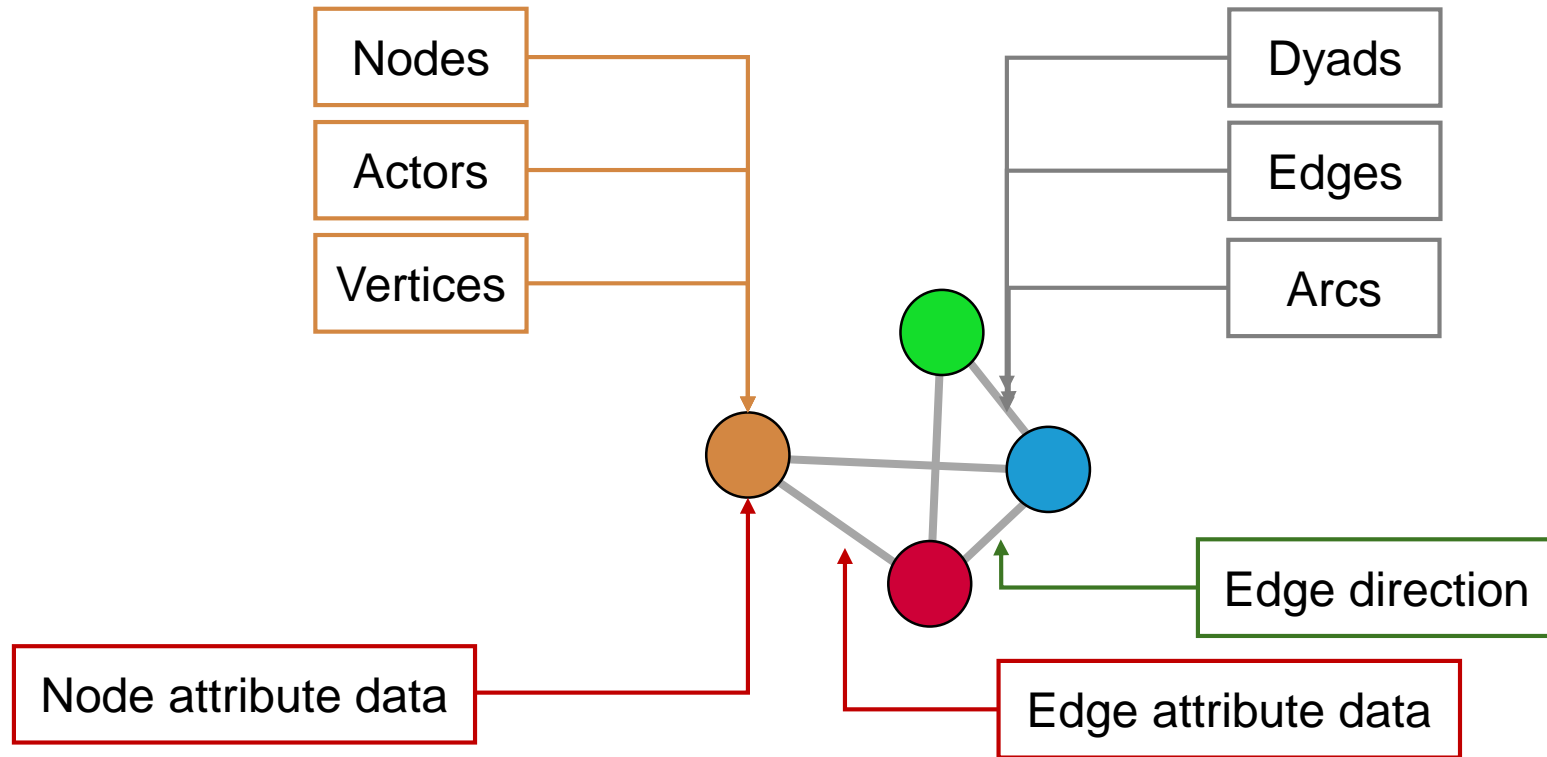 Nodes
Actors
Vertices
Dyads
Edges
Arcs
Edge direction
Node attribute data
Edge attribute data